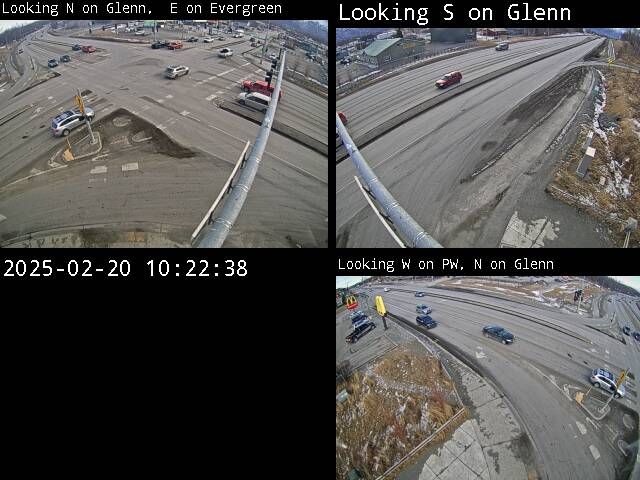 Looking N on Glenn,  E on Evergreen
Looking S on Glenn
2025-02-20 10:22:38
Looking W on PW, N on Glenn